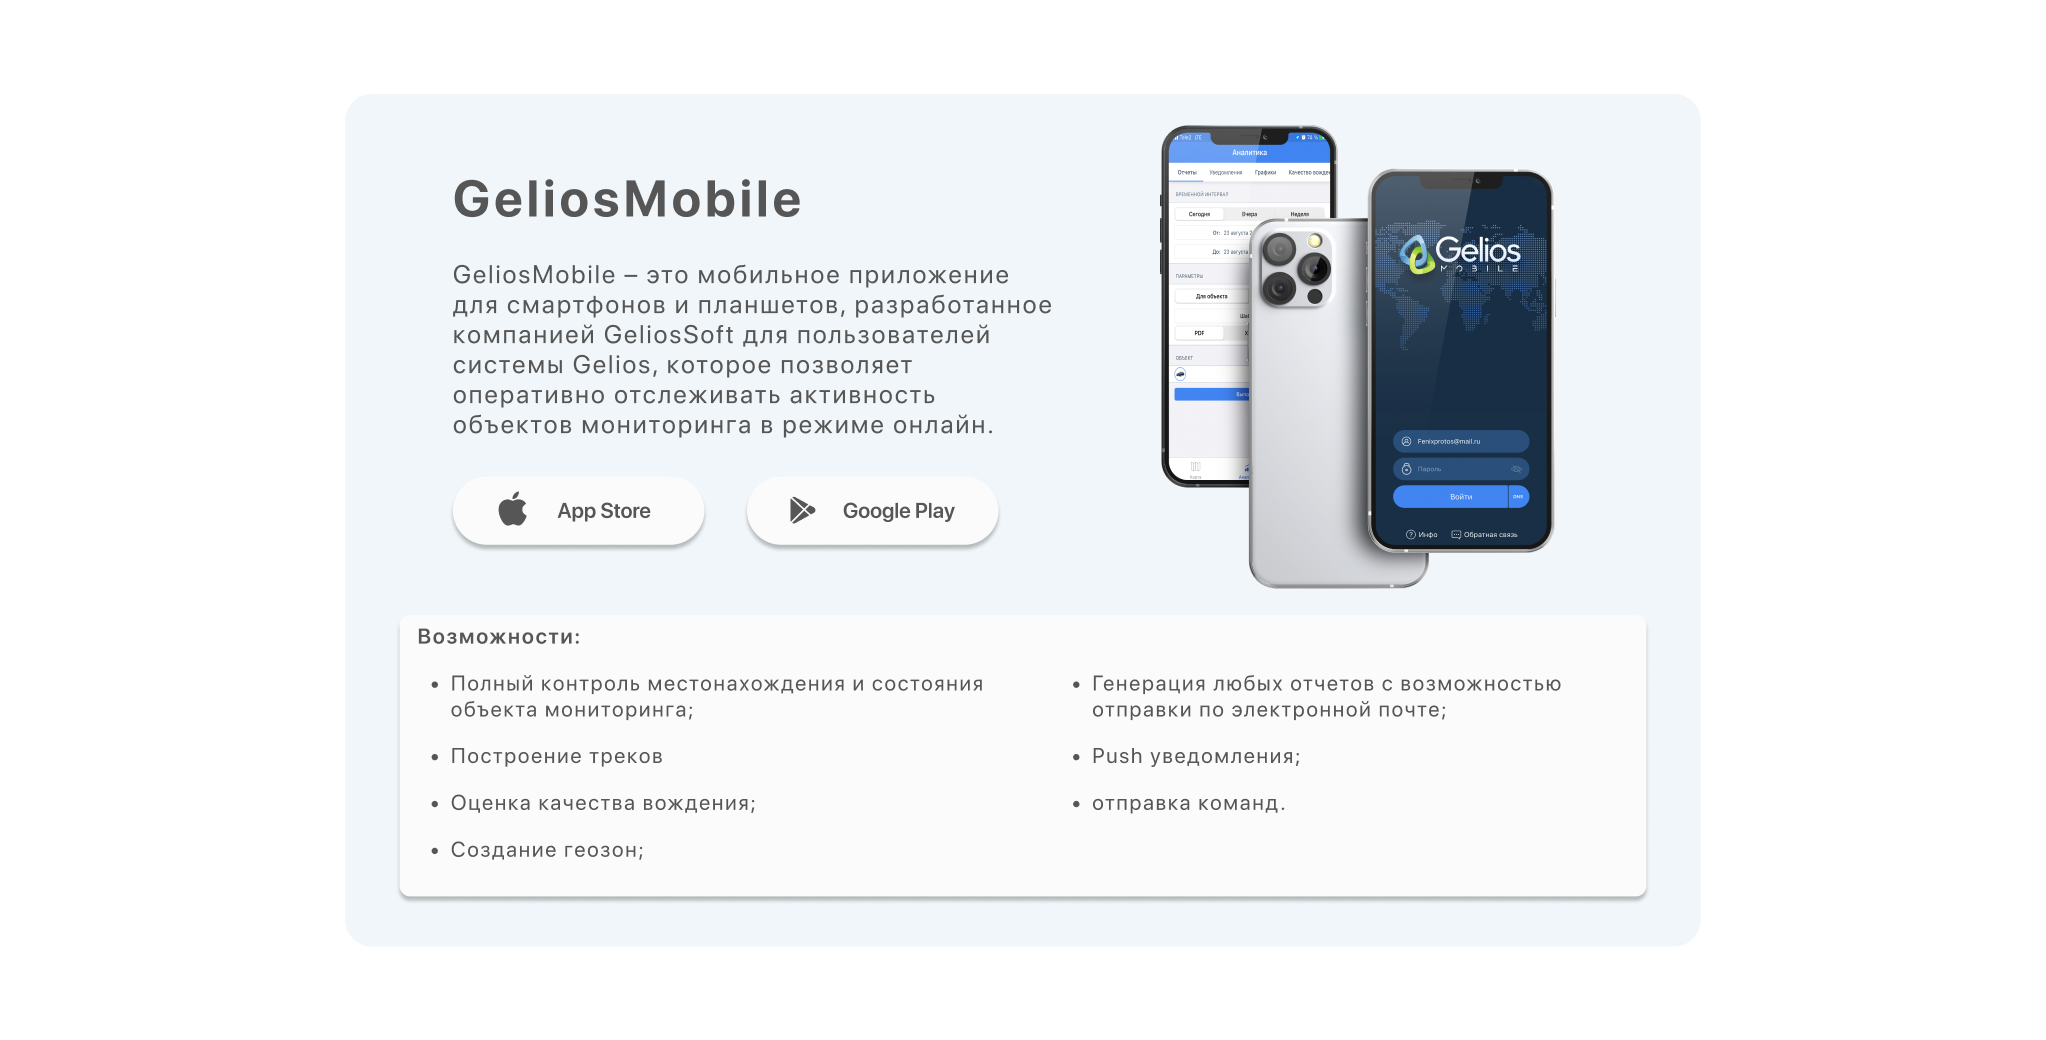 GeliosMobile
GeliosMobile – это мобильное приложение
для смартфонов и планшетов, разработанное
компанией GeliosSoft для пользователей
системы Gelios, которое позволяет
оперативно отслеживать активность
объектов мониторинга в режиме онлайн.
App Store
Google Play
Tele2 LTE
Аналитика
Отчеты Уведомления Графики Качество
ВРЕМЕННОЙ ИНТЕРВАЛ
Сегодня Вчера Неделя
От: 23 августа
До: 23 августа
ПАРАМЕТРЫ
Для объекта
PDF
ОБЪЕКТ
Карта
Gelios
MOBILE
Fenixprotos@mail.ru
Пароль
Войти DNS
Инфо Обратная связь
Возможности:
• Полный контроль местонахождения и состояния
объекта мониторинга;
• Построение треков
• Оценка качества вождения;
• Создание геозон;
• Генерация любых отчетов с возможностью
отправки по электронной почте;
• Push уведомления;
• отправка команд.